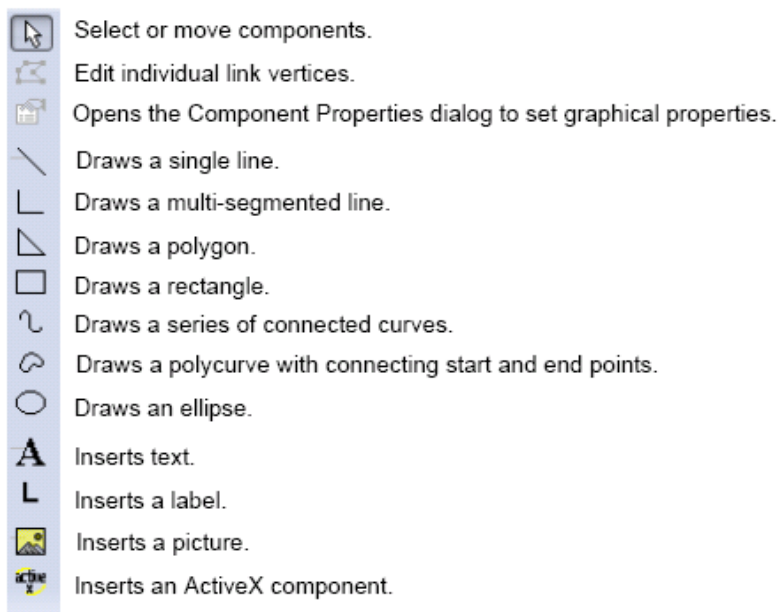 Select or move components.
Edit individual link vertices.
Opens the Component Properties dialog to set graphical properties.
Draws a single line.
Draws a multi-segmented line.
Draws a polygon.
Draws a rectangle.
Draws a series of connected curves.
Draws a polycurve with connecting start and end points.
Draws an ellipse.
A Inserts text.
L Inserts a label.
Inserts a picture.
active x Inserts an ActiveX component.